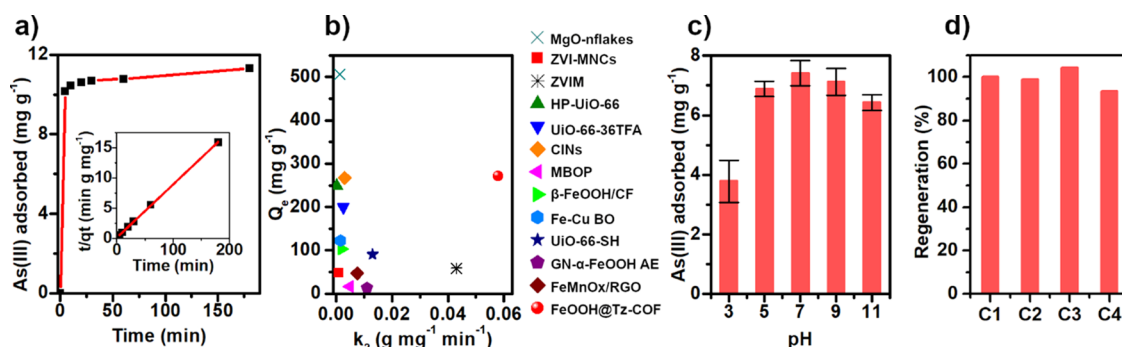 a)
As(III) adsorbed (mg g⁻¹)
12
8
4
0
0 50 100 150
Time (min)
t/qt (min g mg⁻¹)
15
10
5
0
0 100 200
Time (min)
b)
Qe (mg g⁻¹)
500
400
300
200
100
0
0.00 0.02 0.04 0.06
(g mg⁻¹ min⁻¹)
MgO-nflakes
ZVI-MNCs
ZVIM
HP-UiO-66
UiO-66-36TFA
CINs
MBOP
β-FeOOH/CF
Fe-Cu BO
UiO-66-SH
GN-α-FeOOH AE
FeMnOx/RGO
FeOOH@Tz-COF
c)
As(III) adsorbed (mg g⁻¹)
8
6
4
2
0
3 5 7 9 11
pH
d)
Regeneration (%)
100
80
60
40
20
0
C1 C2 C3 C4